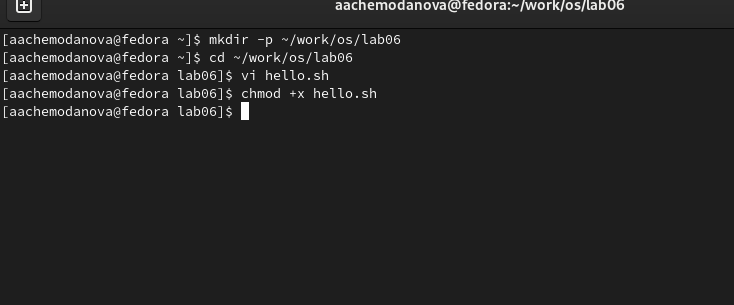 aachemodanova@fedora:~/work/os/lab06
[aachemodanova@fedora ~]$ mkdir -p ~/work/os/lab06
[aachemodanova@fedora ~]$ cd ~/work/os/lab06
[aachemodanova@fedora lab06]$ vi hello.sh
[aachemodanova@fedora lab06]$ chmod +x hello.sh
[aachemodanova@fedora lab06]$